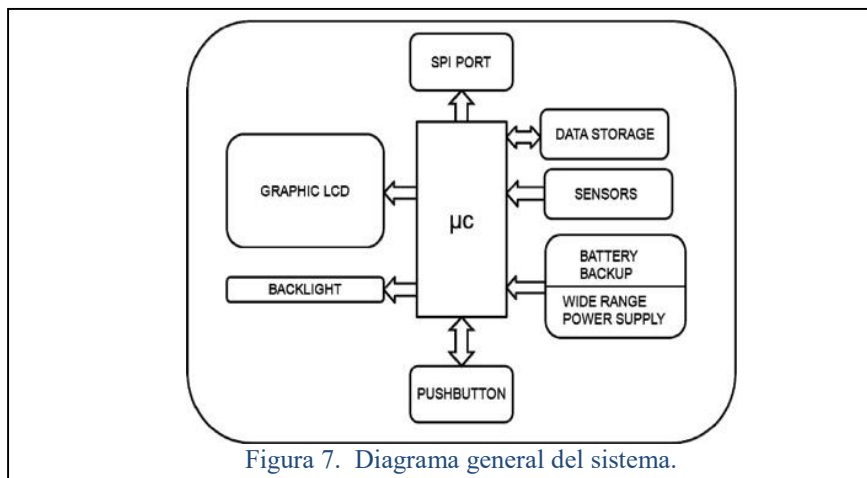 SPI PORT
DATA STORAGE
GRAPHIC LCD
SENSORS
μc
BATTERY
BACKUP
BACKLIGHT
WIDE RANGE
POWER SUPPLY
PUSHBUTTON
Figura 7. Diagrama general del sistema.